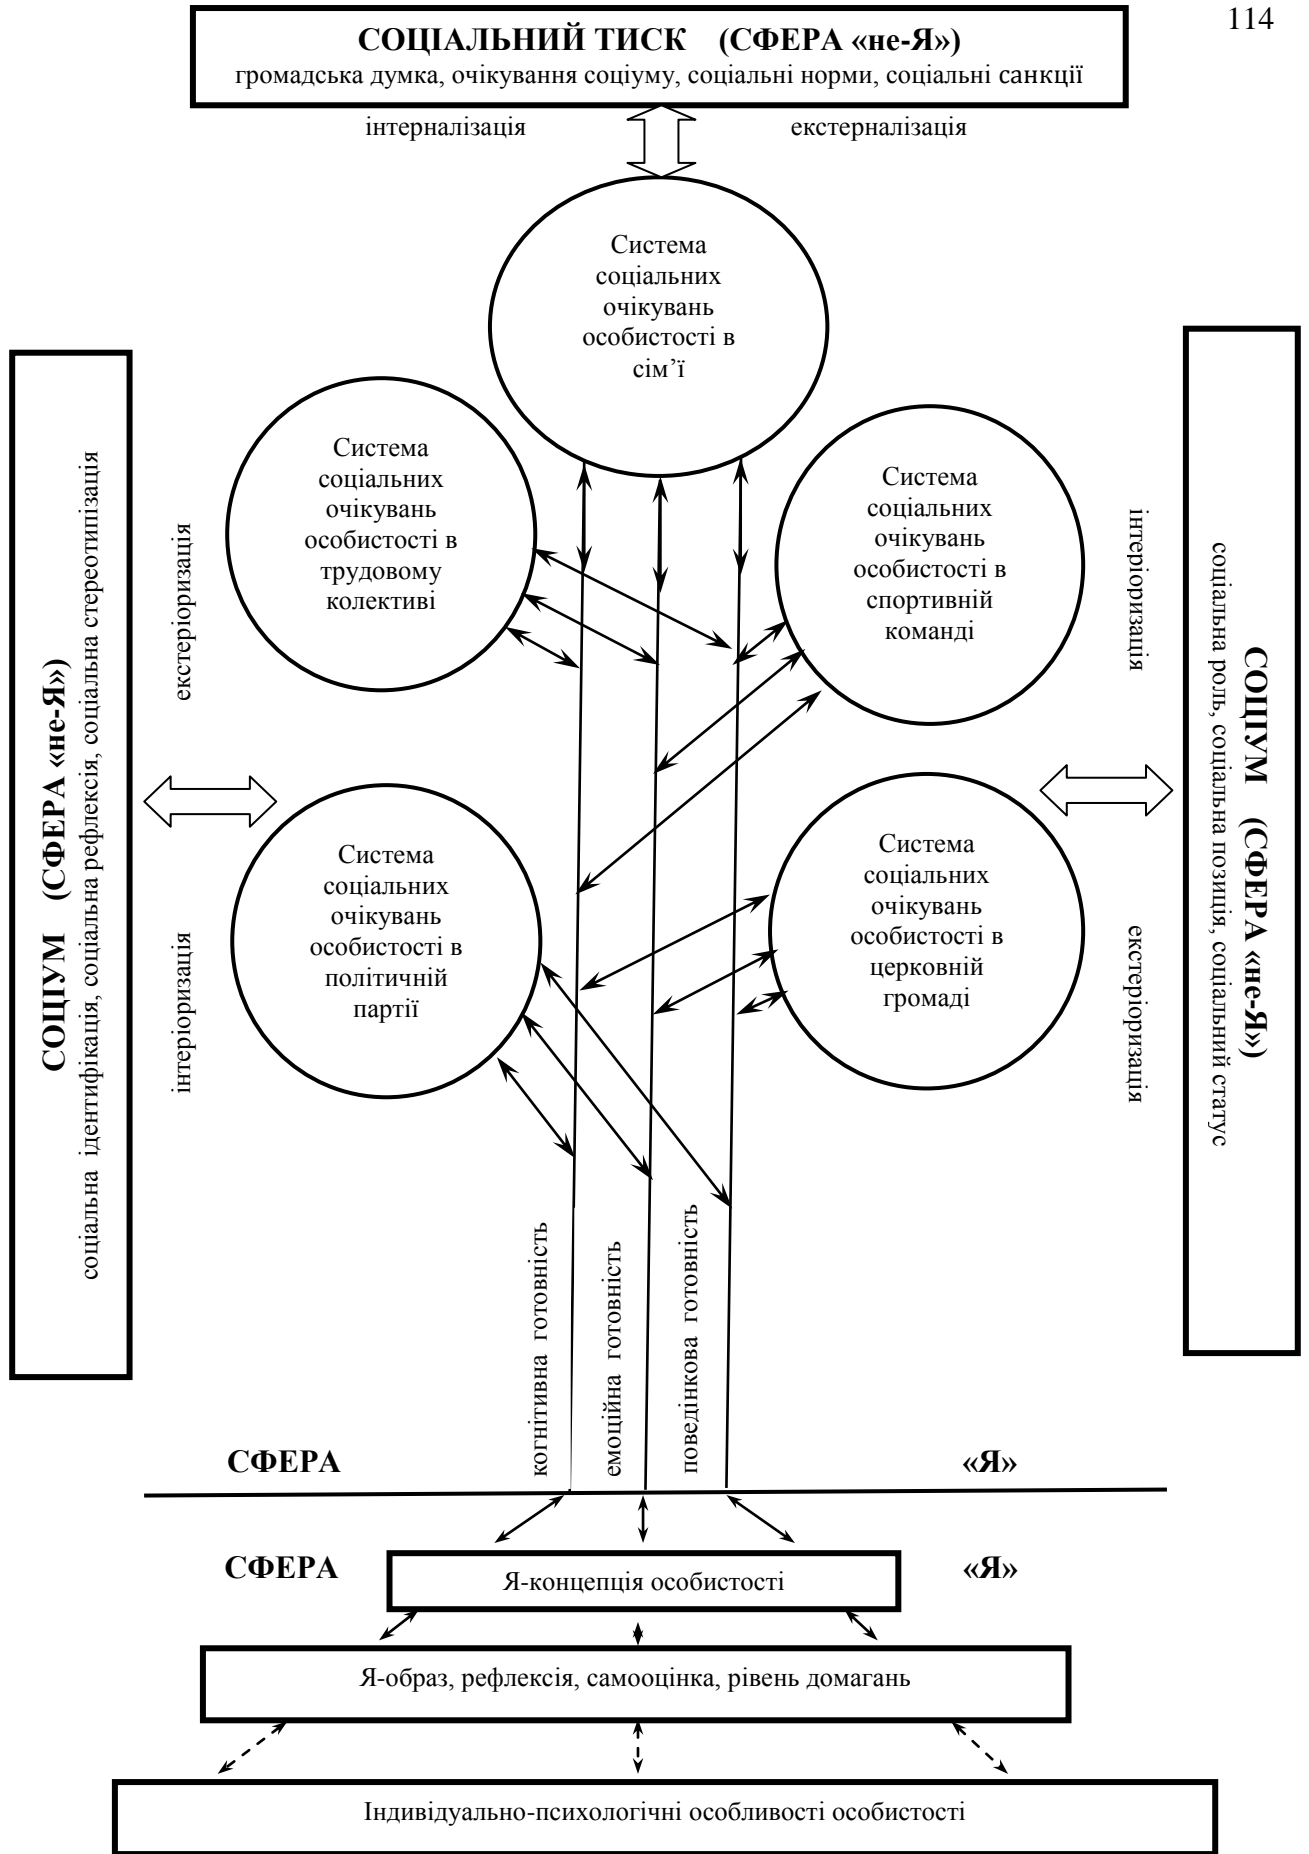 114
СОЦІАЛЬНИЙ ТИСК (СФЕРА «не-Я»)
громадська думка, очікування соціуму, соціальні норми, соціальні санкції
інтерналізація
екстерналізація
Система
соціальних
очікувань
особистості в
сім’ї
Система
соціальних
очікувань
особистості в
трудовому
колективі
Система
соціальних
очікувань
особистості в
спортивній
команді
СОЦІУМ (СФЕРА «не-Я»)
соціальна ідентифікація, соціальна рефлексія, соціальна стереотипізація
екстеріоризація
інтеріоризація
інтеріоризація
екстеріоризація
СОЦІУМ (СФЕРА «не-Я»)
соціальна роль, соціальна позиція, соціальний статус
Система
соціальних
очікувань
особистості в
політичній
партії
Система
соціальних
очікувань
особистості в
церковній
громаді
когнітивна готовність
емоційна готовність
поведінкова готовність
СФЕРА «Я»
СФЕРА «Я»
Я-концепція особистості
Я-образ, рефлексія, самооцінка, рівень домагань
Індивідуально-психологічні особливості особистості